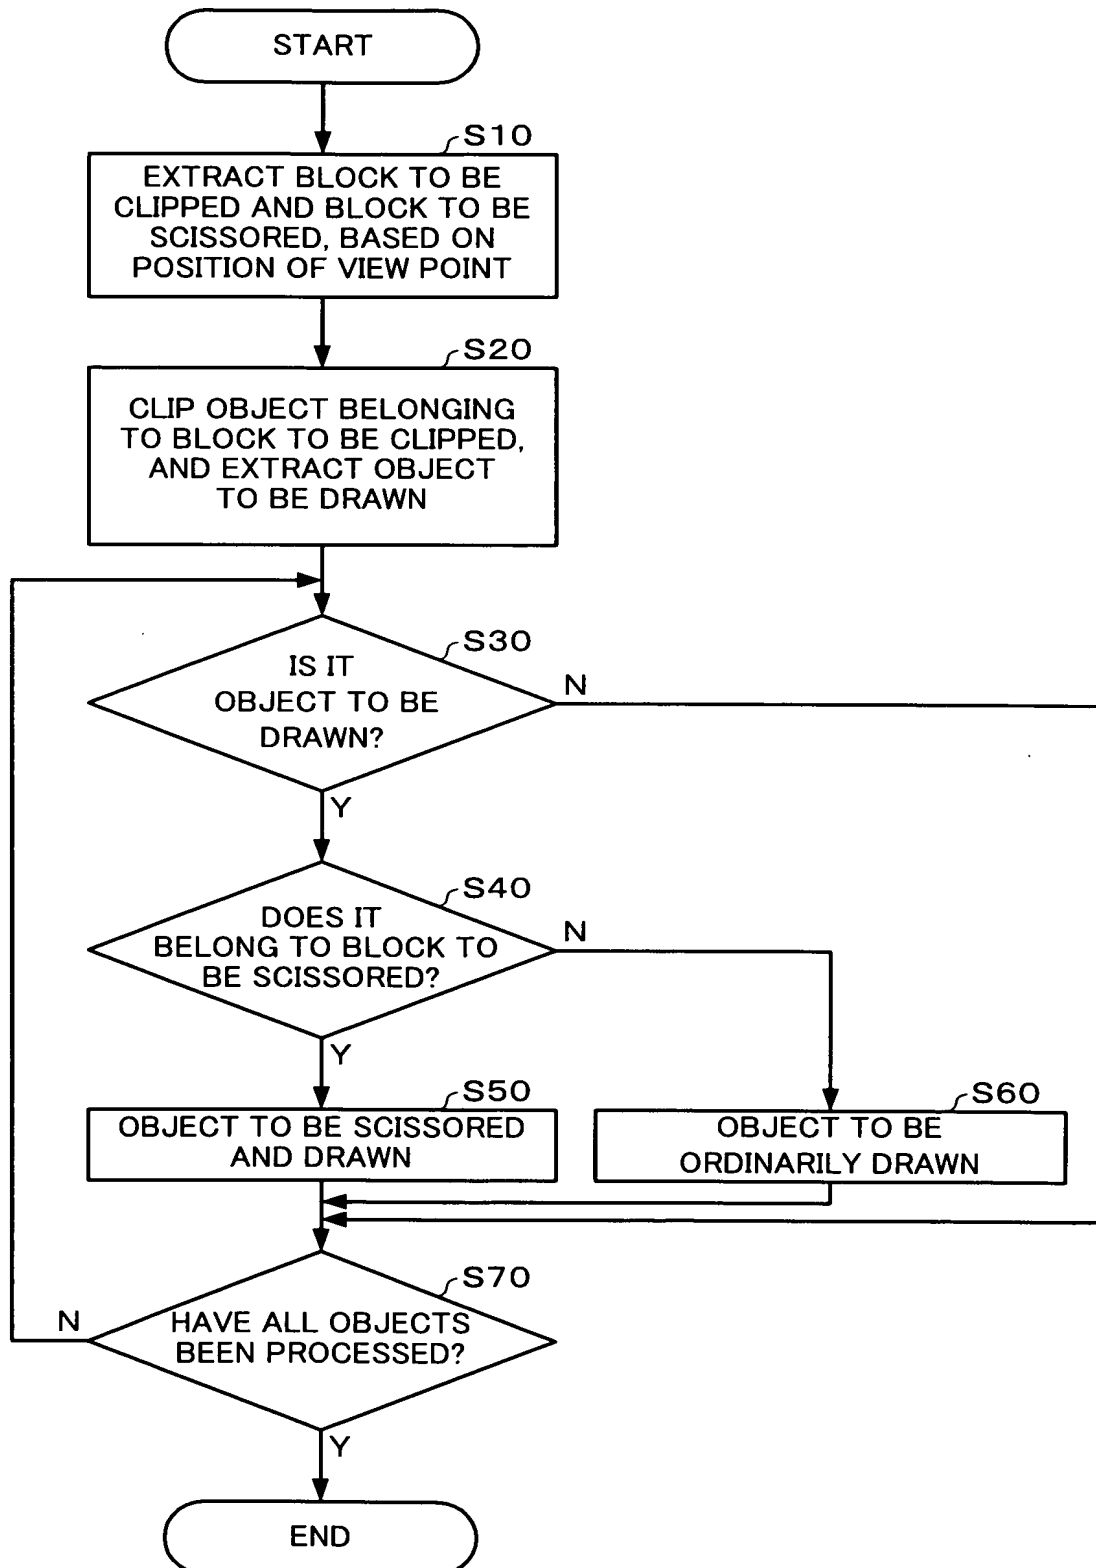 START
S10
EXTRACT BLOCK TO BE
CLIPPED AND BLOCK TO BE
SCISSORED, BASED ON
POSITION OF VIEW POINT
S20
CLIP OBJECT BELONGING
TO BLOCK TO BE CLIPPED,
AND EXTRACT OBJECT
TO BE DRAWN
S30
IS IT
OBJECT TO BE
DRAWN?
N
Y
S40
DOES IT
BELONG TO BLOCK TO
BE SCISSORED?
N
Y
S50
OBJECT TO BE SCISSORED
AND DRAWN
S60
OBJECT TO BE
ORDINARILY DRAWN
S70
HAVE ALL OBJECTS
BEEN PROCESSED?
N
Y
END